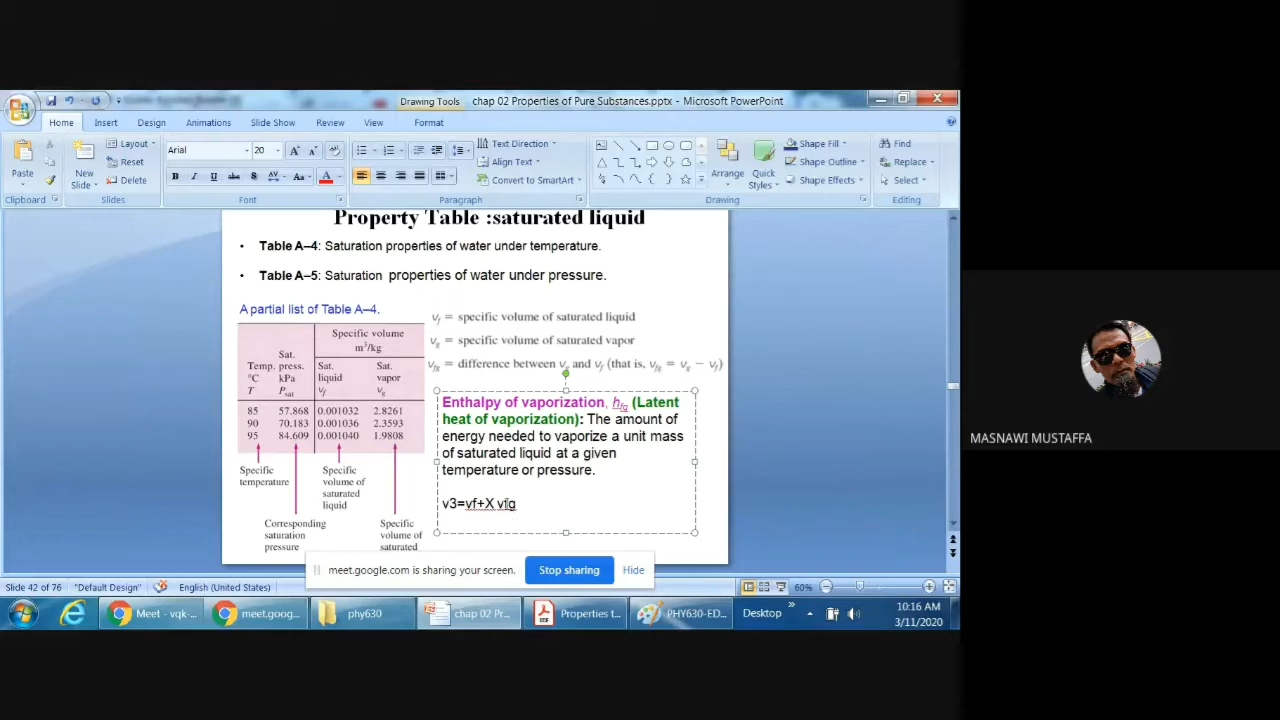 Drawing Tools
chap 02 Properties of Pure Substances.pptx - Microsoft PowerPoint
Home
Insert
Design
Animations
Slide Show
Review
View
Format
Paste
Clipboard
New
Slide
Layout
Reset
Delete
Slides
Arial
20
B I U abc S AV Aa A
Font
Text Direction
Align Text
Convert to SmartArt
Paragraph
Arrange
Quick
Styles
Shape Fill
Shape Outline
Shape Effects
Drawing
Find
Replace
Select
Editing
Property Table :saturated liquid
• Table A–4: Saturation properties of water under temperature.
• Table A–5: Saturation properties of water under pressure.
A partial list of Table A–4.
Specific volume
m³/kg
Temp.
°C
T
Sat.
press.
kPa
Psat
Sat.
liquid
vf
Sat.
vapor
vg
85 57.868 0.001032 2.8261
90 70.183 0.001036 2.3593
95 84.609 0.001040 1.9808
Specific
temperature
Corresponding
saturation
pressure
Specific
volume of
saturated
liquid
Specific
volume of
saturated
vf = specific volume of saturated liquid
vg = specific volume of saturated vapor
vfg = difference between vg and vf (that is, vfg = vg − vf)
Enthalpy of vaporization, hfg (Latent
heat of vaporization): The amount of
energy needed to vaporize a unit mass
of saturated liquid at a given
temperature or pressure.
v3=vf+X vfg
meet.google.com is sharing your screen.
Stop sharing
Hide
Slide 42 of 76
"Default Design"
English (United States)
60%
Meet - vqk-...
meet.goog...
phy630
chap 02 Pr...
Properties t...
PHY630-ED...
Desktop
10:16 AM
3/11/2020
MASNAWI MUSTAFFA